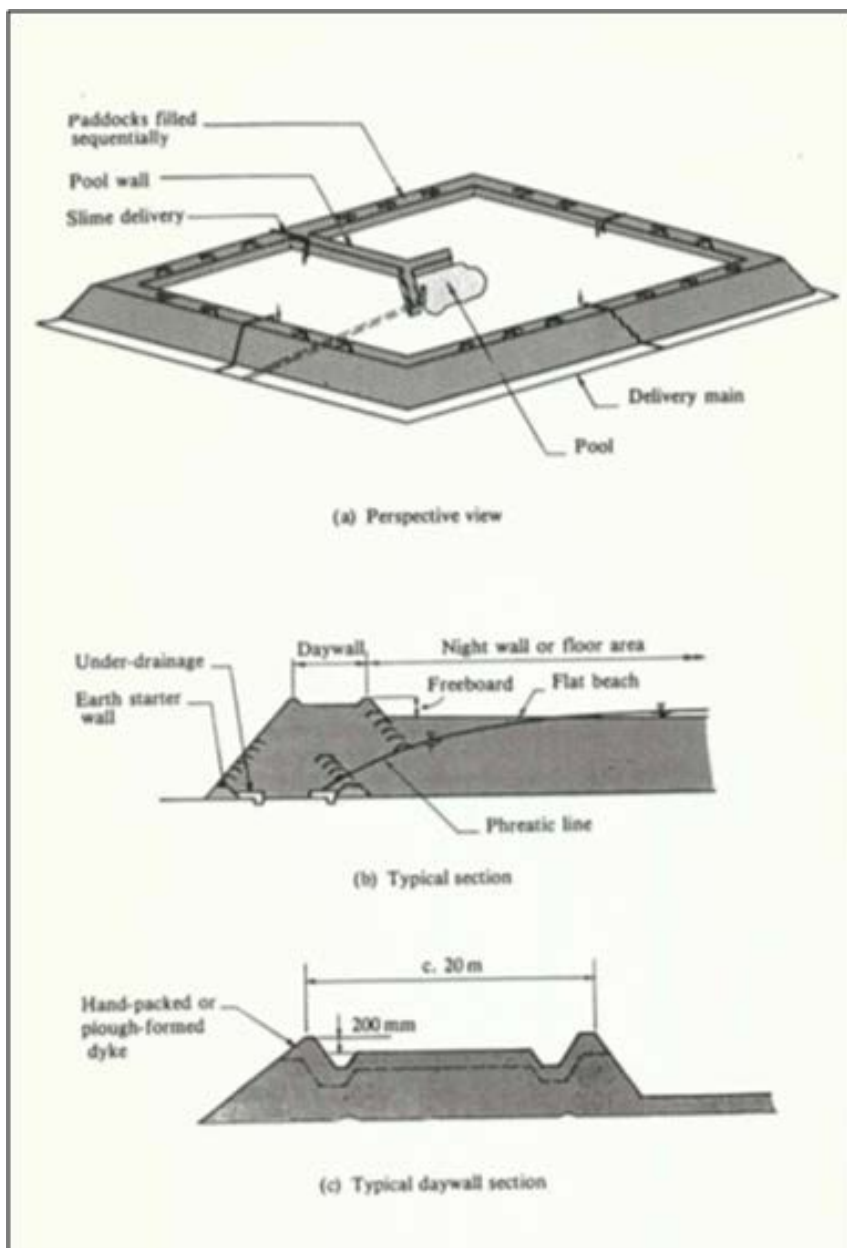 Paddocks filled
sequentially
Pool wall
Slime delivery
Delivery main
Pool
(a) Perspective view
Daywall
Night wall or floor area
Under-drainage
Freeboard
Flat beach
Earth starter
wall
Phreatic line
(b) Typical section
c. 20 m
Hand-packed or
plough-formed
dyke
200 mm
(c) Typical daywall section